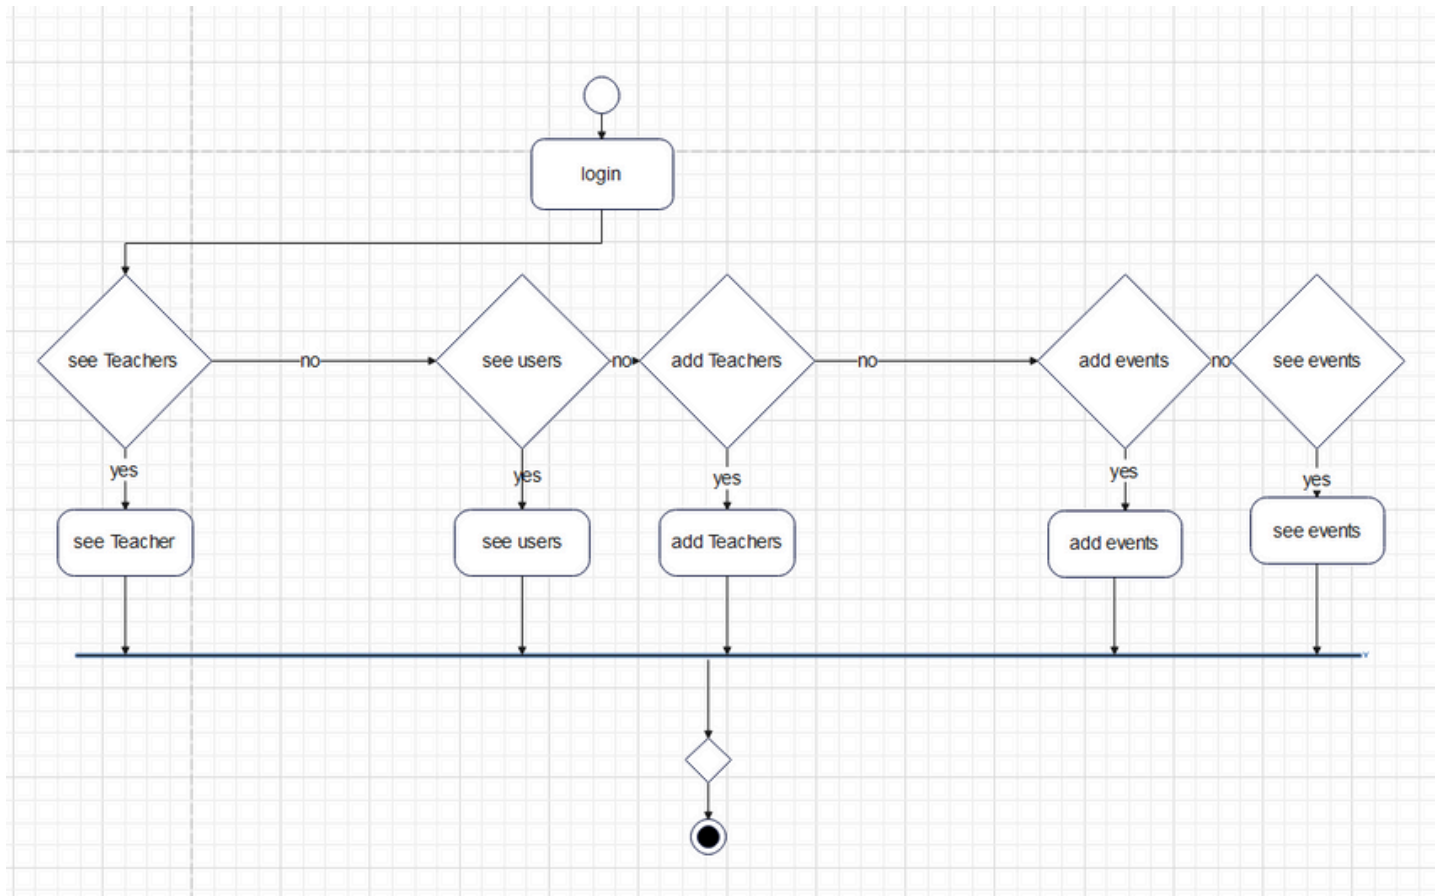 login
see Teachers
no
see users
no
add Teachers
no
add events
no
see events
yes
yes
yes
yes
yes
see Teacher
see users
add Teachers
add events
see events